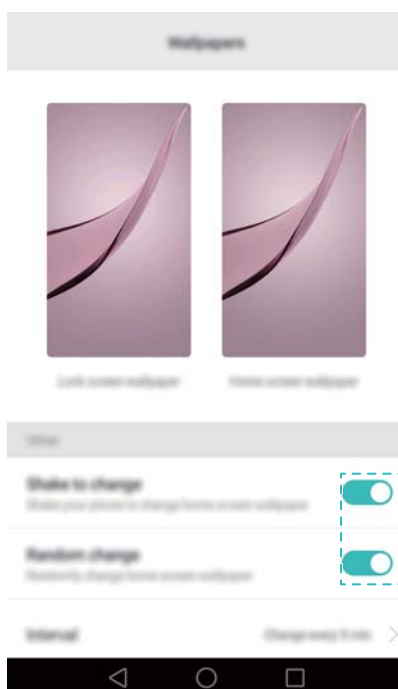 Wallpapers
Lock screen wallpaper
Home screen wallpaper
Other
Shake to change
Shake your phone to change home screen wallpaper
Random change
Randomly change home screen wallpaper
Interval
Change every 5 min